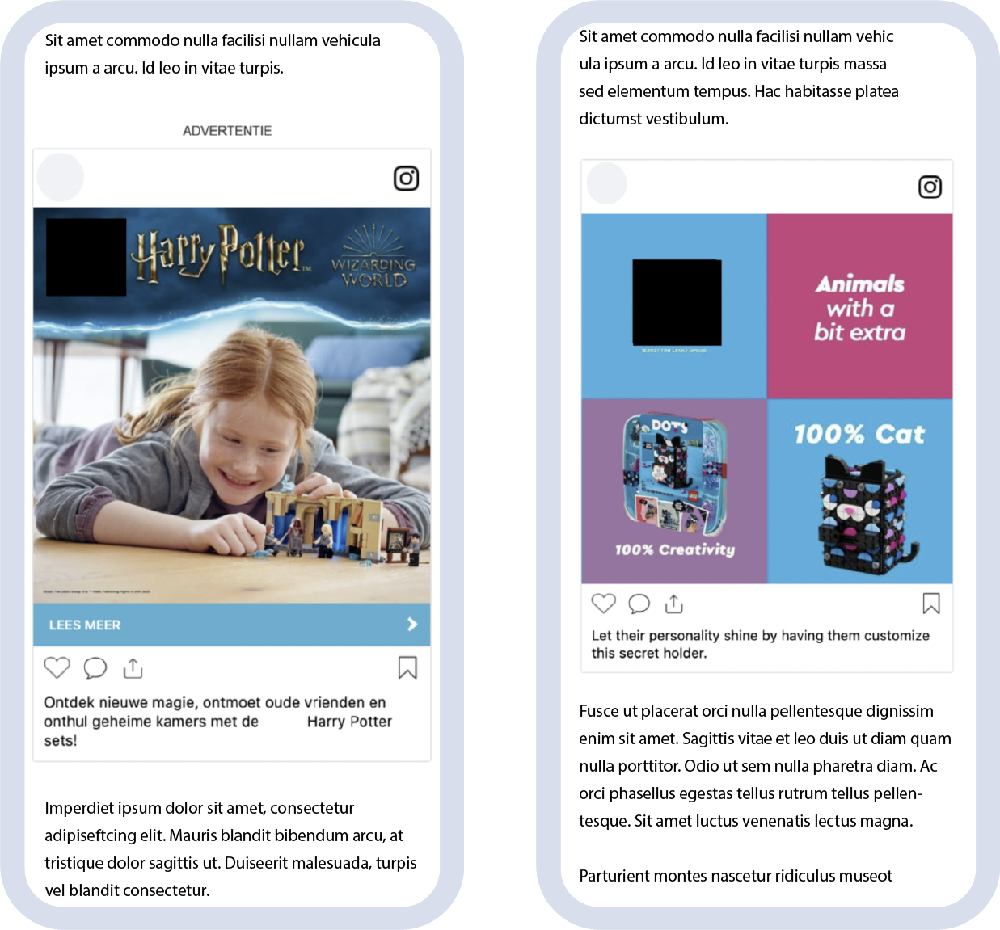 Sit amet commodo nulla facilisi nullam vehicula
ipsum a arcu. Id leo in vitae turpis.
ADVERTENTIE
Harry Potter™
WIZARDING
WORLD
LEES MEER
Ontdek nieuwe magie, ontmoet oude vrienden en
onthul geheime kamers met de Harry Potter
sets!
Imperdiet ipsum dolor sit amet, consectetur
adipiseftcing elit. Mauris blandit bibendum arcu, at
tristique dolor sagittis ut. Duiseerit malesuada, turpis
vel blandit consectetur.
Sit amet commodo nulla facilisi nullam vehic
ula ipsum a arcu. Id leo in vitae turpis massa
sed elementum tempus. Hac habitasse platea
dictumst vestibulum.
©2021 The LEGO Group.
Animals
with a
bit extra
DOTS
100% Creativity
100% Cat
Let their personality shine by having them customize
this secret holder.
Fusce ut placerat orci nulla pellentesque dignissim
enim sit amet. Sagittis vitae et leo duis ut diam quam
nulla porttitor. Odio ut sem nulla pharetra diam. Ac
orci phasellus egestas tellus rutrum tellus pellen-
tesque. Sit amet luctus venenatis lectus magna.
Parturient montes nascetur ridiculus museot